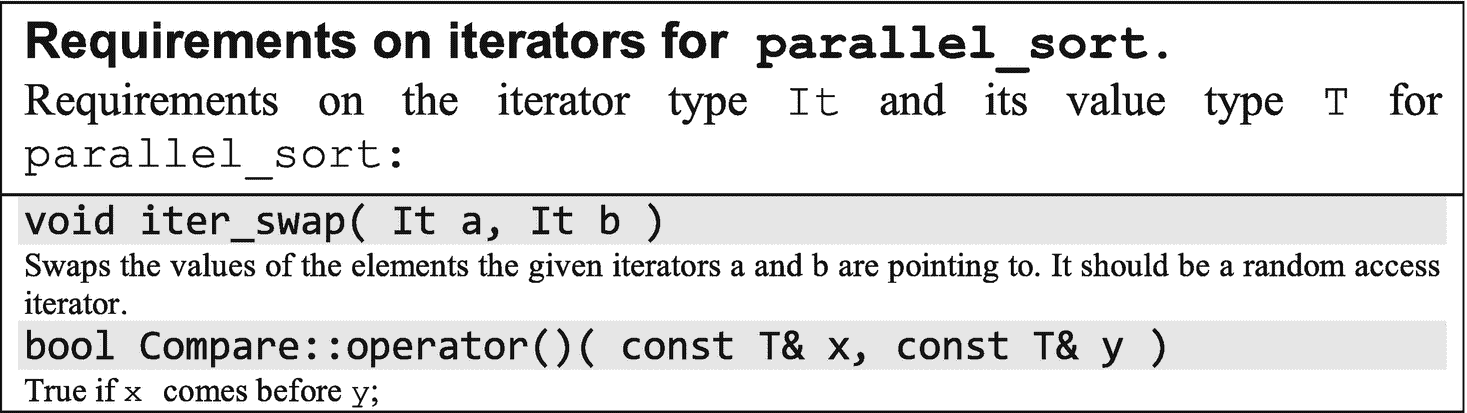 Requirements on iterators for parallel_sort.
Requirements on the iterator type It and its value type T for
parallel_sort:
void iter_swap( It a, It b )
Swaps the values of the elements the given iterators a and b are pointing to. It should be a random access
iterator.
bool Compare::operator()( const T& x, const T& y )
True if x comes before y;